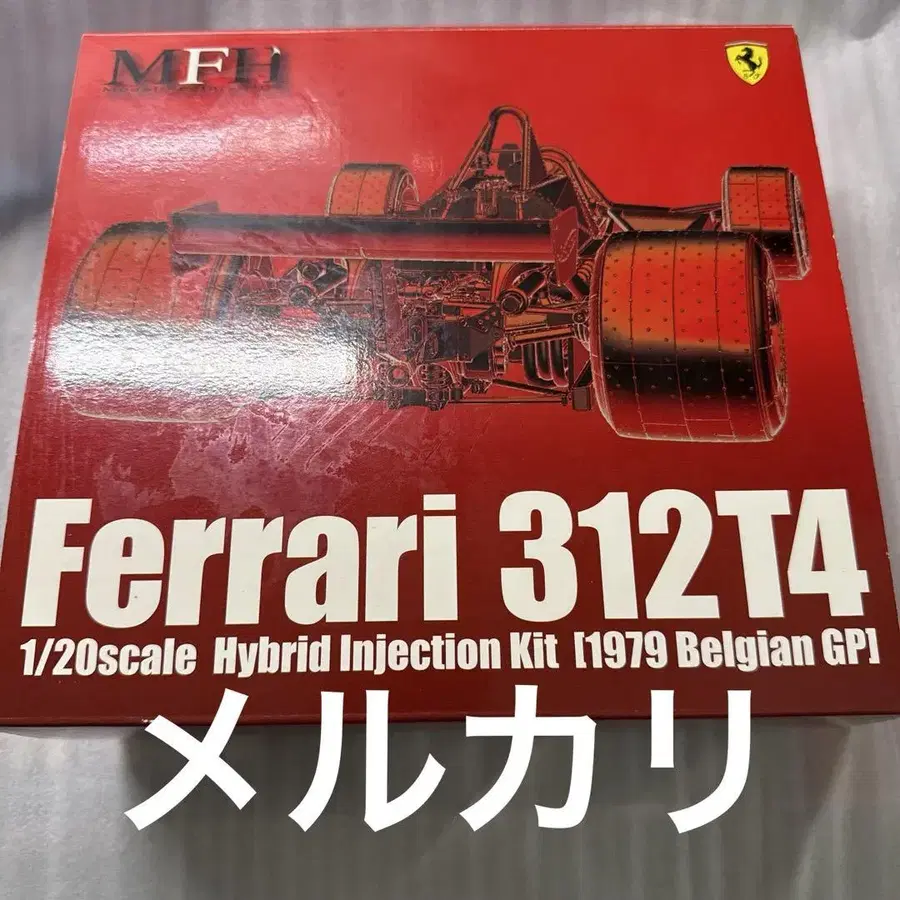 MFH
Ferrari 312T4
1/20scale Hybrid Injection Kit [1979 Belgian GP]
メルカリ